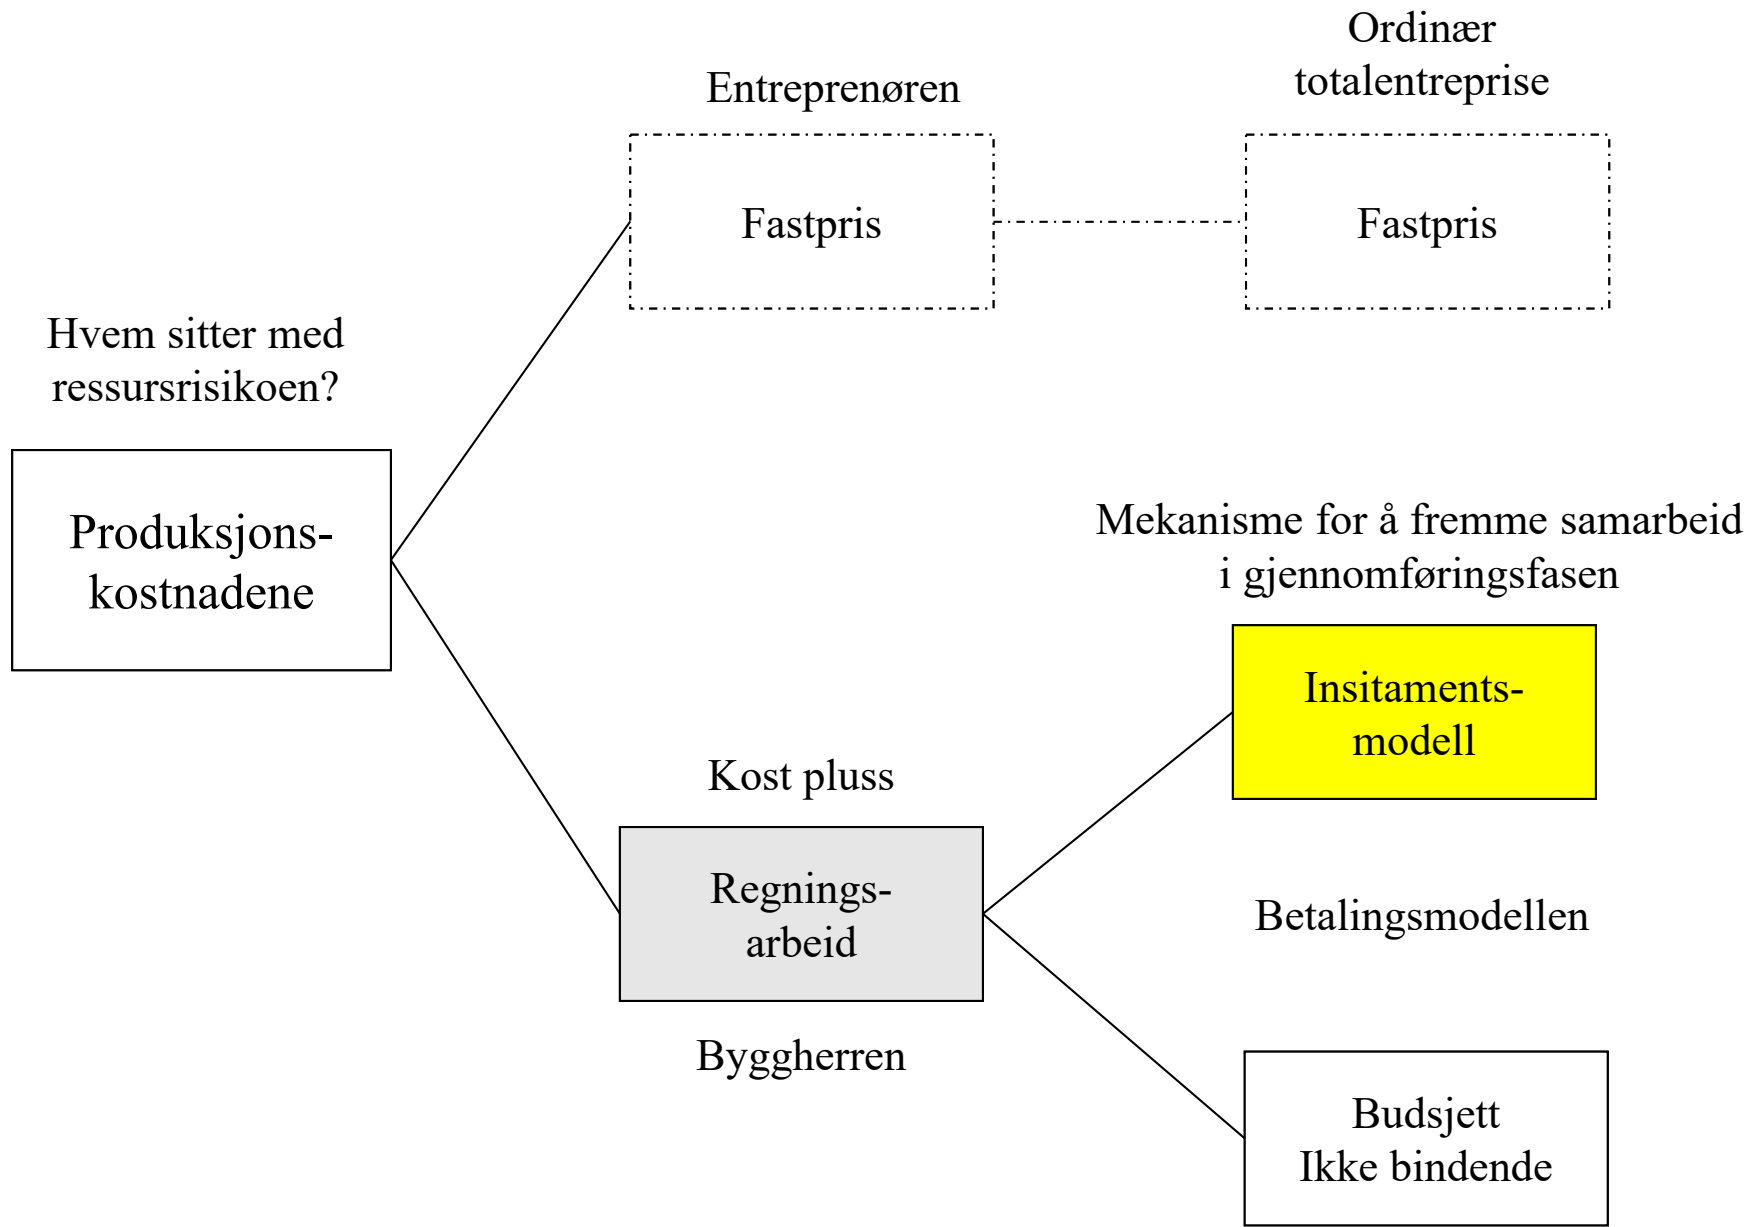 Ordinær
totalentreprise
Entreprenøren
Fastpris
Fastpris
Hvem sitter med
ressursrisikoen?
Produksjons-
kostnadene
Mekanisme for å fremme samarbeid
i gjennomføringsfasen
Insitaments-
modell
Kost pluss
Regnings-
arbeid
Betalingsmodellen
Byggherren
Budsjett
Ikke bindende